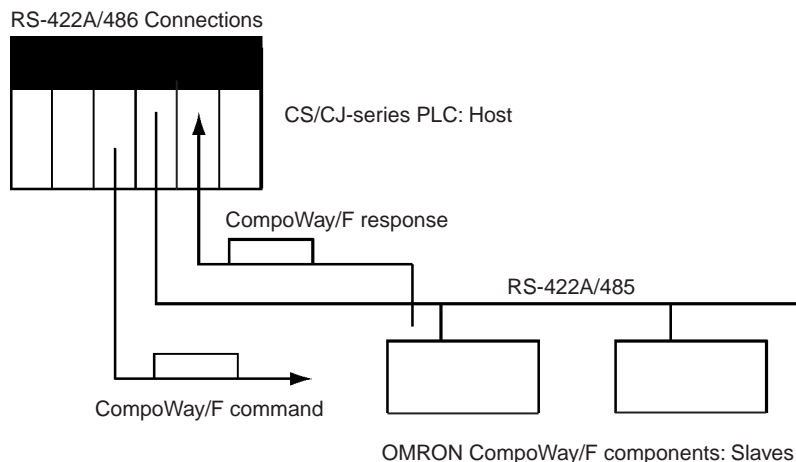 RS-422A/486 Connections
CS/CJ-series PLC: Host
CompoWay/F response
RS-422A/485
CompoWay/F command
OMRON CompoWay/F components: Slaves